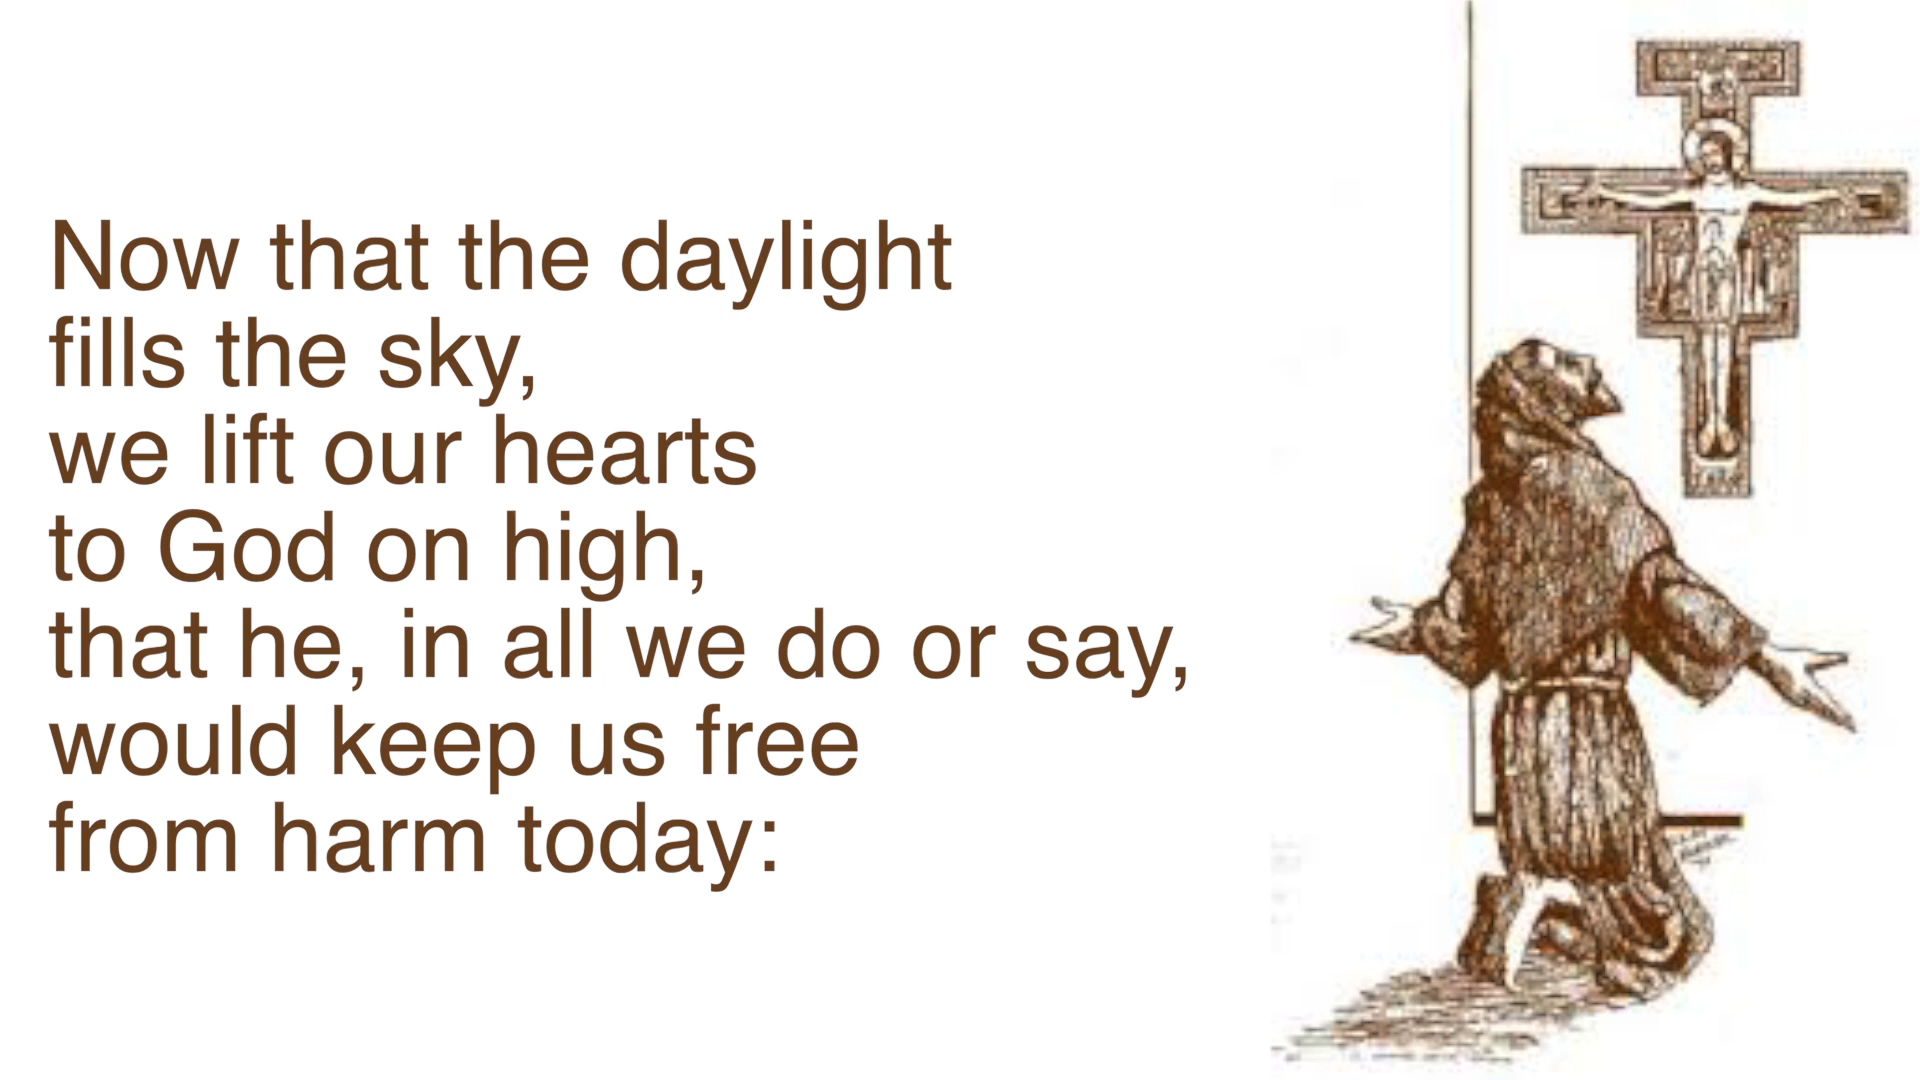 Now that the daylight
fills the sky,
we lift our hearts
to God on high,
that he, in all we do or say,
would keep us free
from harm today: